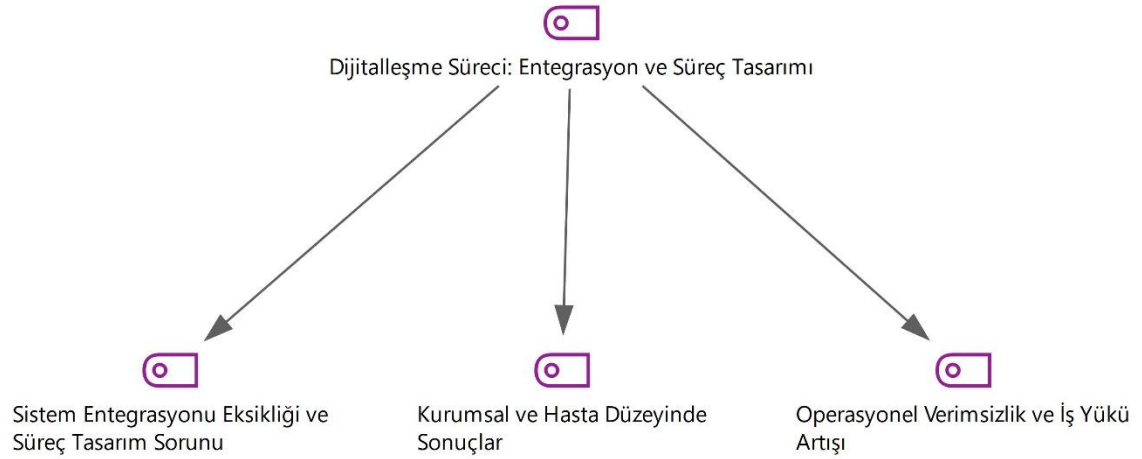 Dijitalleşme Süreci: Entegrasyon ve Süreç Tasarımı
Sistem Entegrasyonu Eksikliği ve
Süreç Tasarım Sorunu
Kurumsal ve Hasta Düzeyinde
Sonuçlar
Operasyonel Verimsizlik ve İş Yükü
Artışı